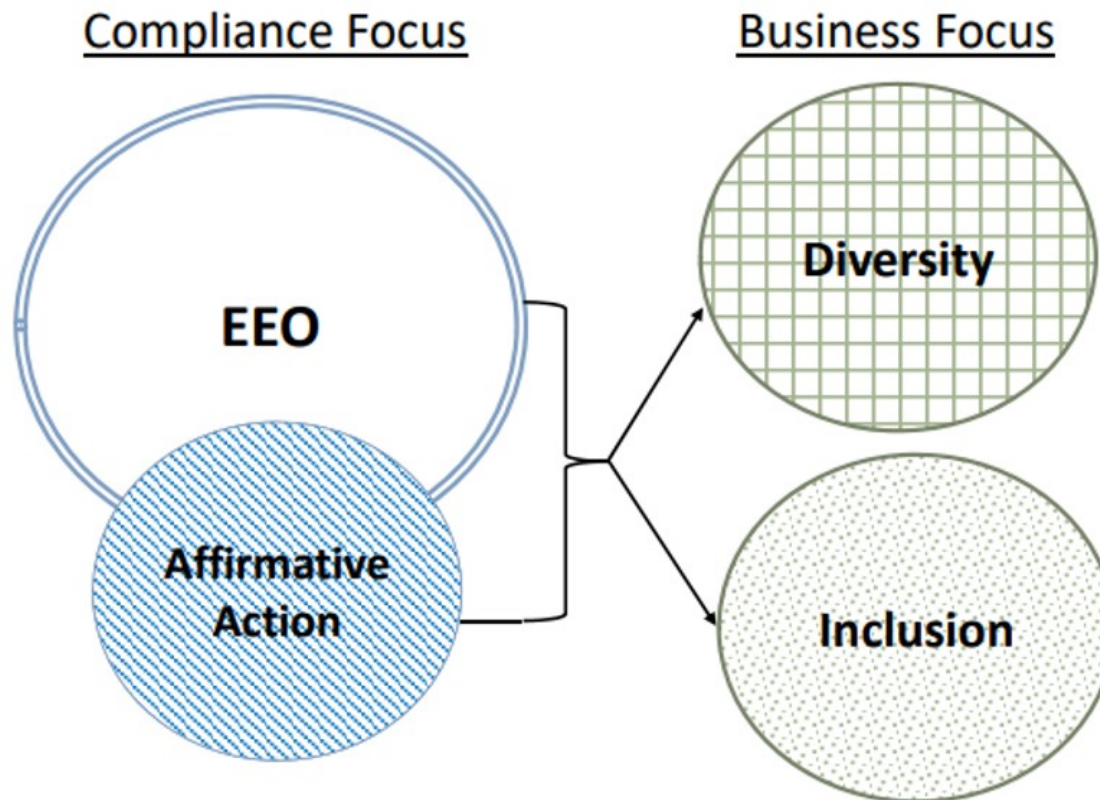 Compliance Focus
Business Focus
EEO
Affirmative
Action
Diversity
Inclusion